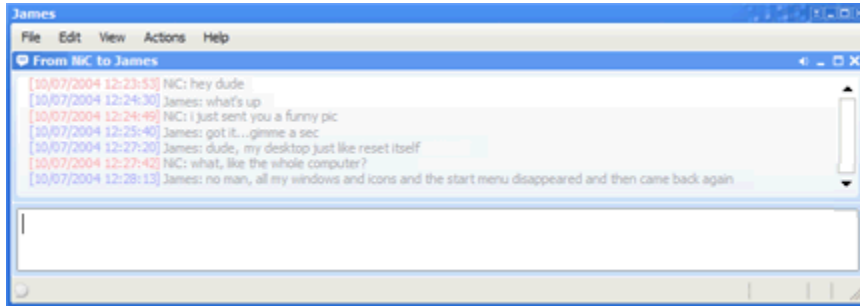 James
File Edit View Actions Help
From NiC to James
[10/07/2004 12:23:53] NiC: hey dude
[10/07/2004 12:24:30] James: what's up
[10/07/2004 12:24:49] NiC: i just sent you a funny pic
[10/07/2004 12:25:40] James: got it...gimme a sec
[10/07/2004 12:27:20] James: dude, my desktop just like reset itself
[10/07/2004 12:27:42] NiC: what, like the whole computer?
[10/07/2004 12:28:13] James: no man, all my windows and icons and the start menu disappeared and then came back again